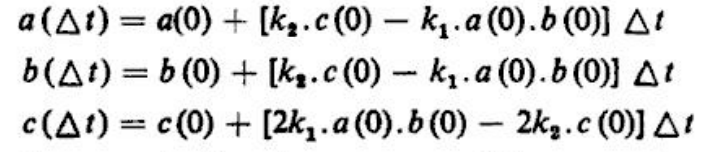 a(△t) = a(0) + [k₂.c(0) − k₁.a(0).b(0)] △t
b(△t) = b(0) + [k₂.c(0) − k₁.a(0).b(0)] △t
c(△t) = c(0) + [2k₁.a(0).b(0) − 2k₂.c(0)] △t